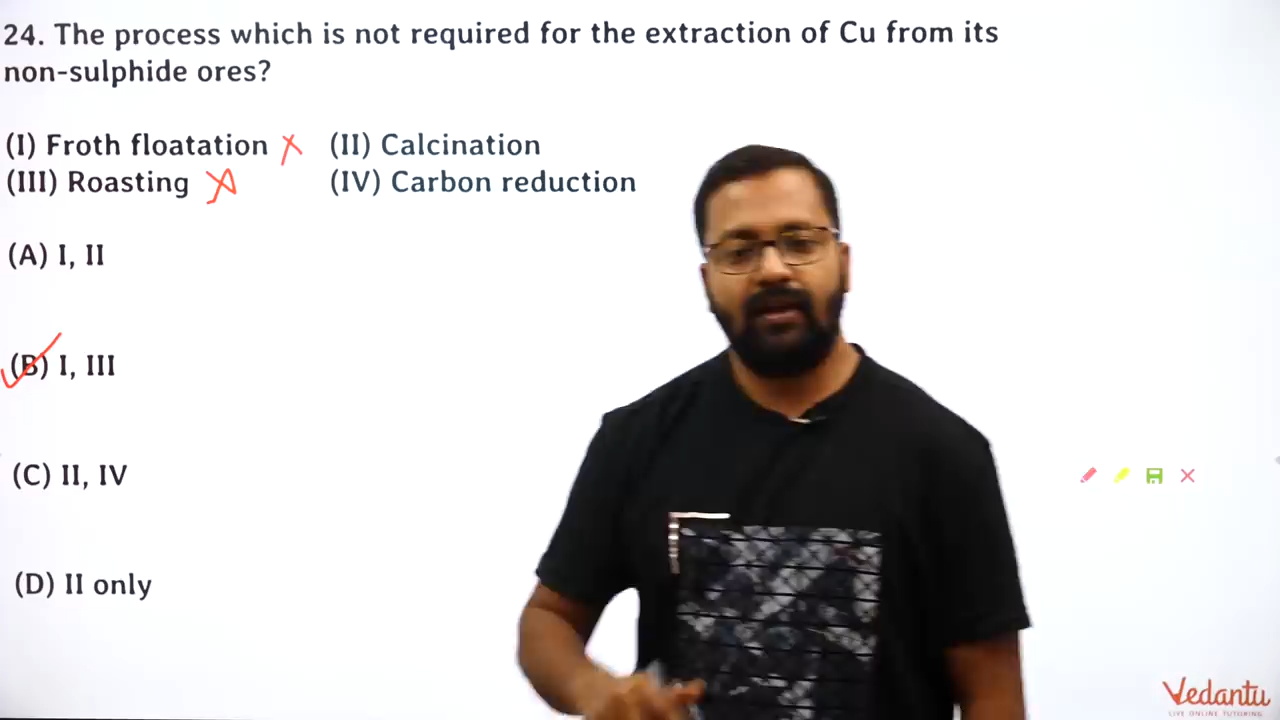 24. The process which is not required for the extraction of Cu from its
non-sulphide ores?
(I) Froth floatation (II) Calcination
(III) Roasting (IV) Carbon reduction
(A) I, II
(B) I, III
(C) II, IV
(D) II only
Vedantu
LIVE ONLINE TUTORING